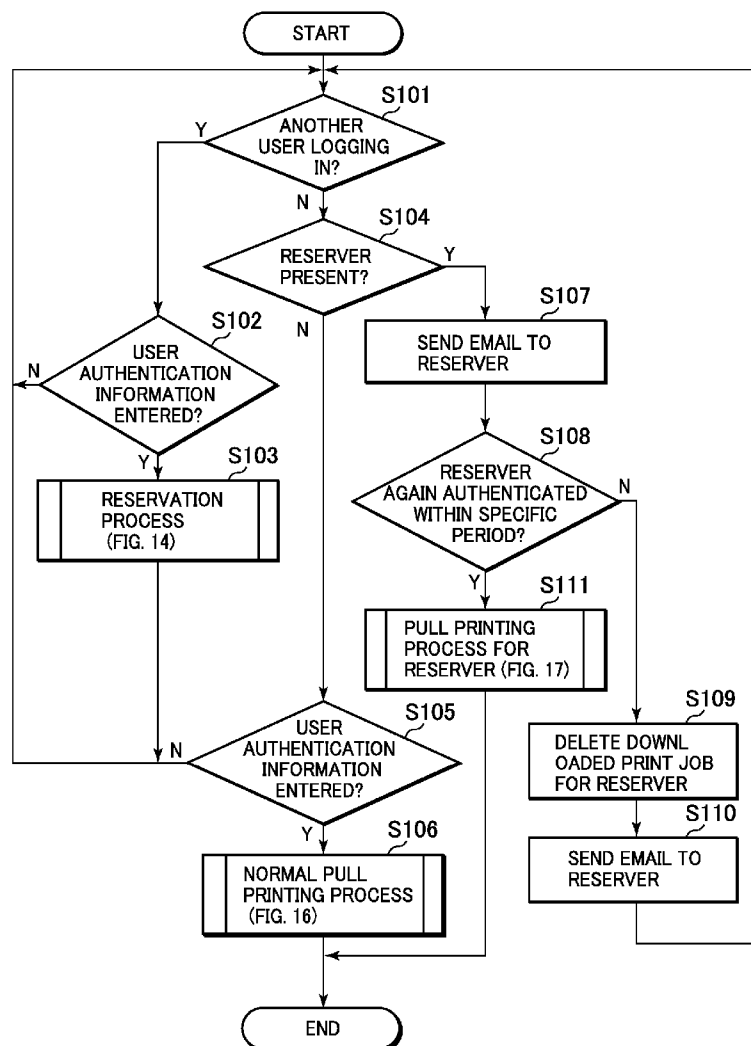 START
S101
Y
ANOTHER
USER LOGGING
IN?
N
S104
RESERVER
PRESENT?
Y
N
S102
USER
AUTHENTICATION
INFORMATION
ENTERED?
N
Y
S103
RESERVATION
PROCESS
(FIG. 14)
S107
SEND EMAIL TO
RESERVER
S108
RESERVER
AGAIN AUTHENTICATED
WITHIN SPECIFIC
PERIOD?
N
Y
S111
PULL PRINTING
PROCESS FOR
RESERVER (FIG. 17)
S105
USER
AUTHENTICATION
INFORMATION
ENTERED?
N
Y
S109
DELETE DOWNL
OADED PRINT JOB
FOR RESERVER
S110
SEND EMAIL TO
RESERVER
S106
NORMAL PULL
PRINTING PROCESS
(FIG. 16)
END